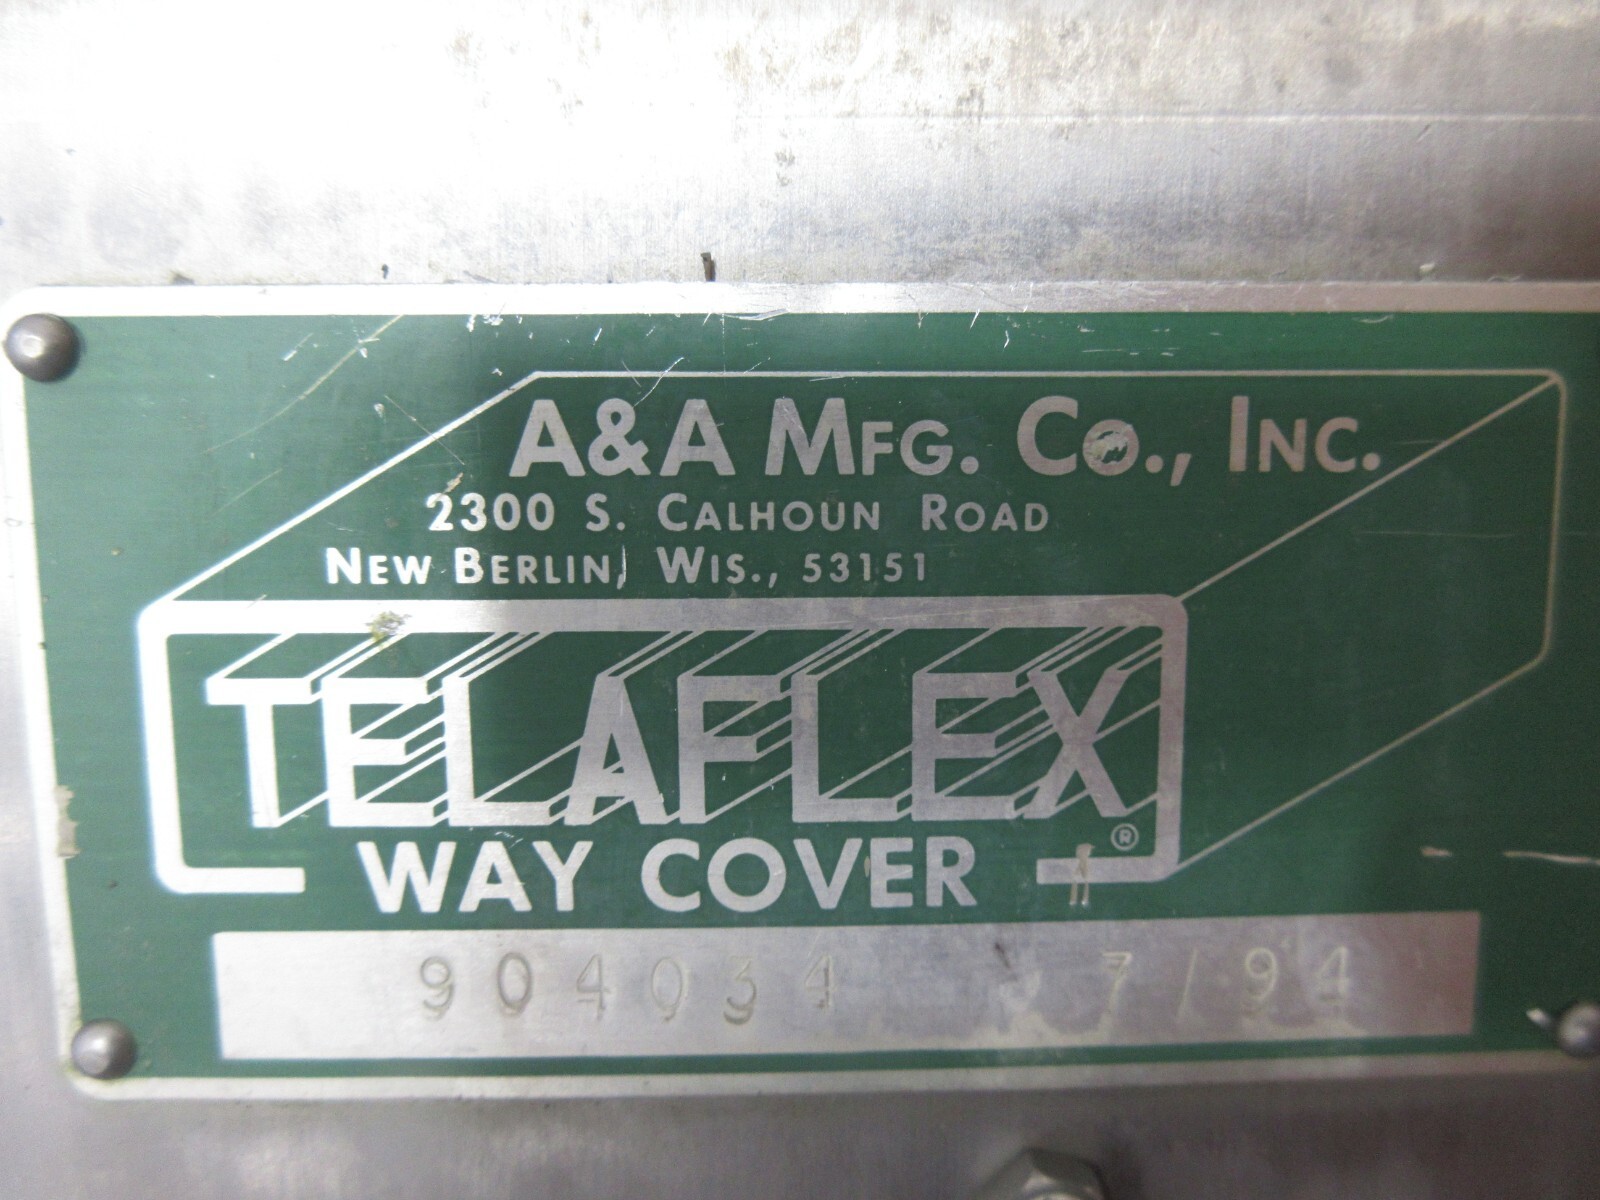 A&A MFG. CO., INC.
2300 S. CALHOUN ROAD
NEW BERLIN, WIS., 53151
TELAFLEX
®
WAY COVER
904034 7/94